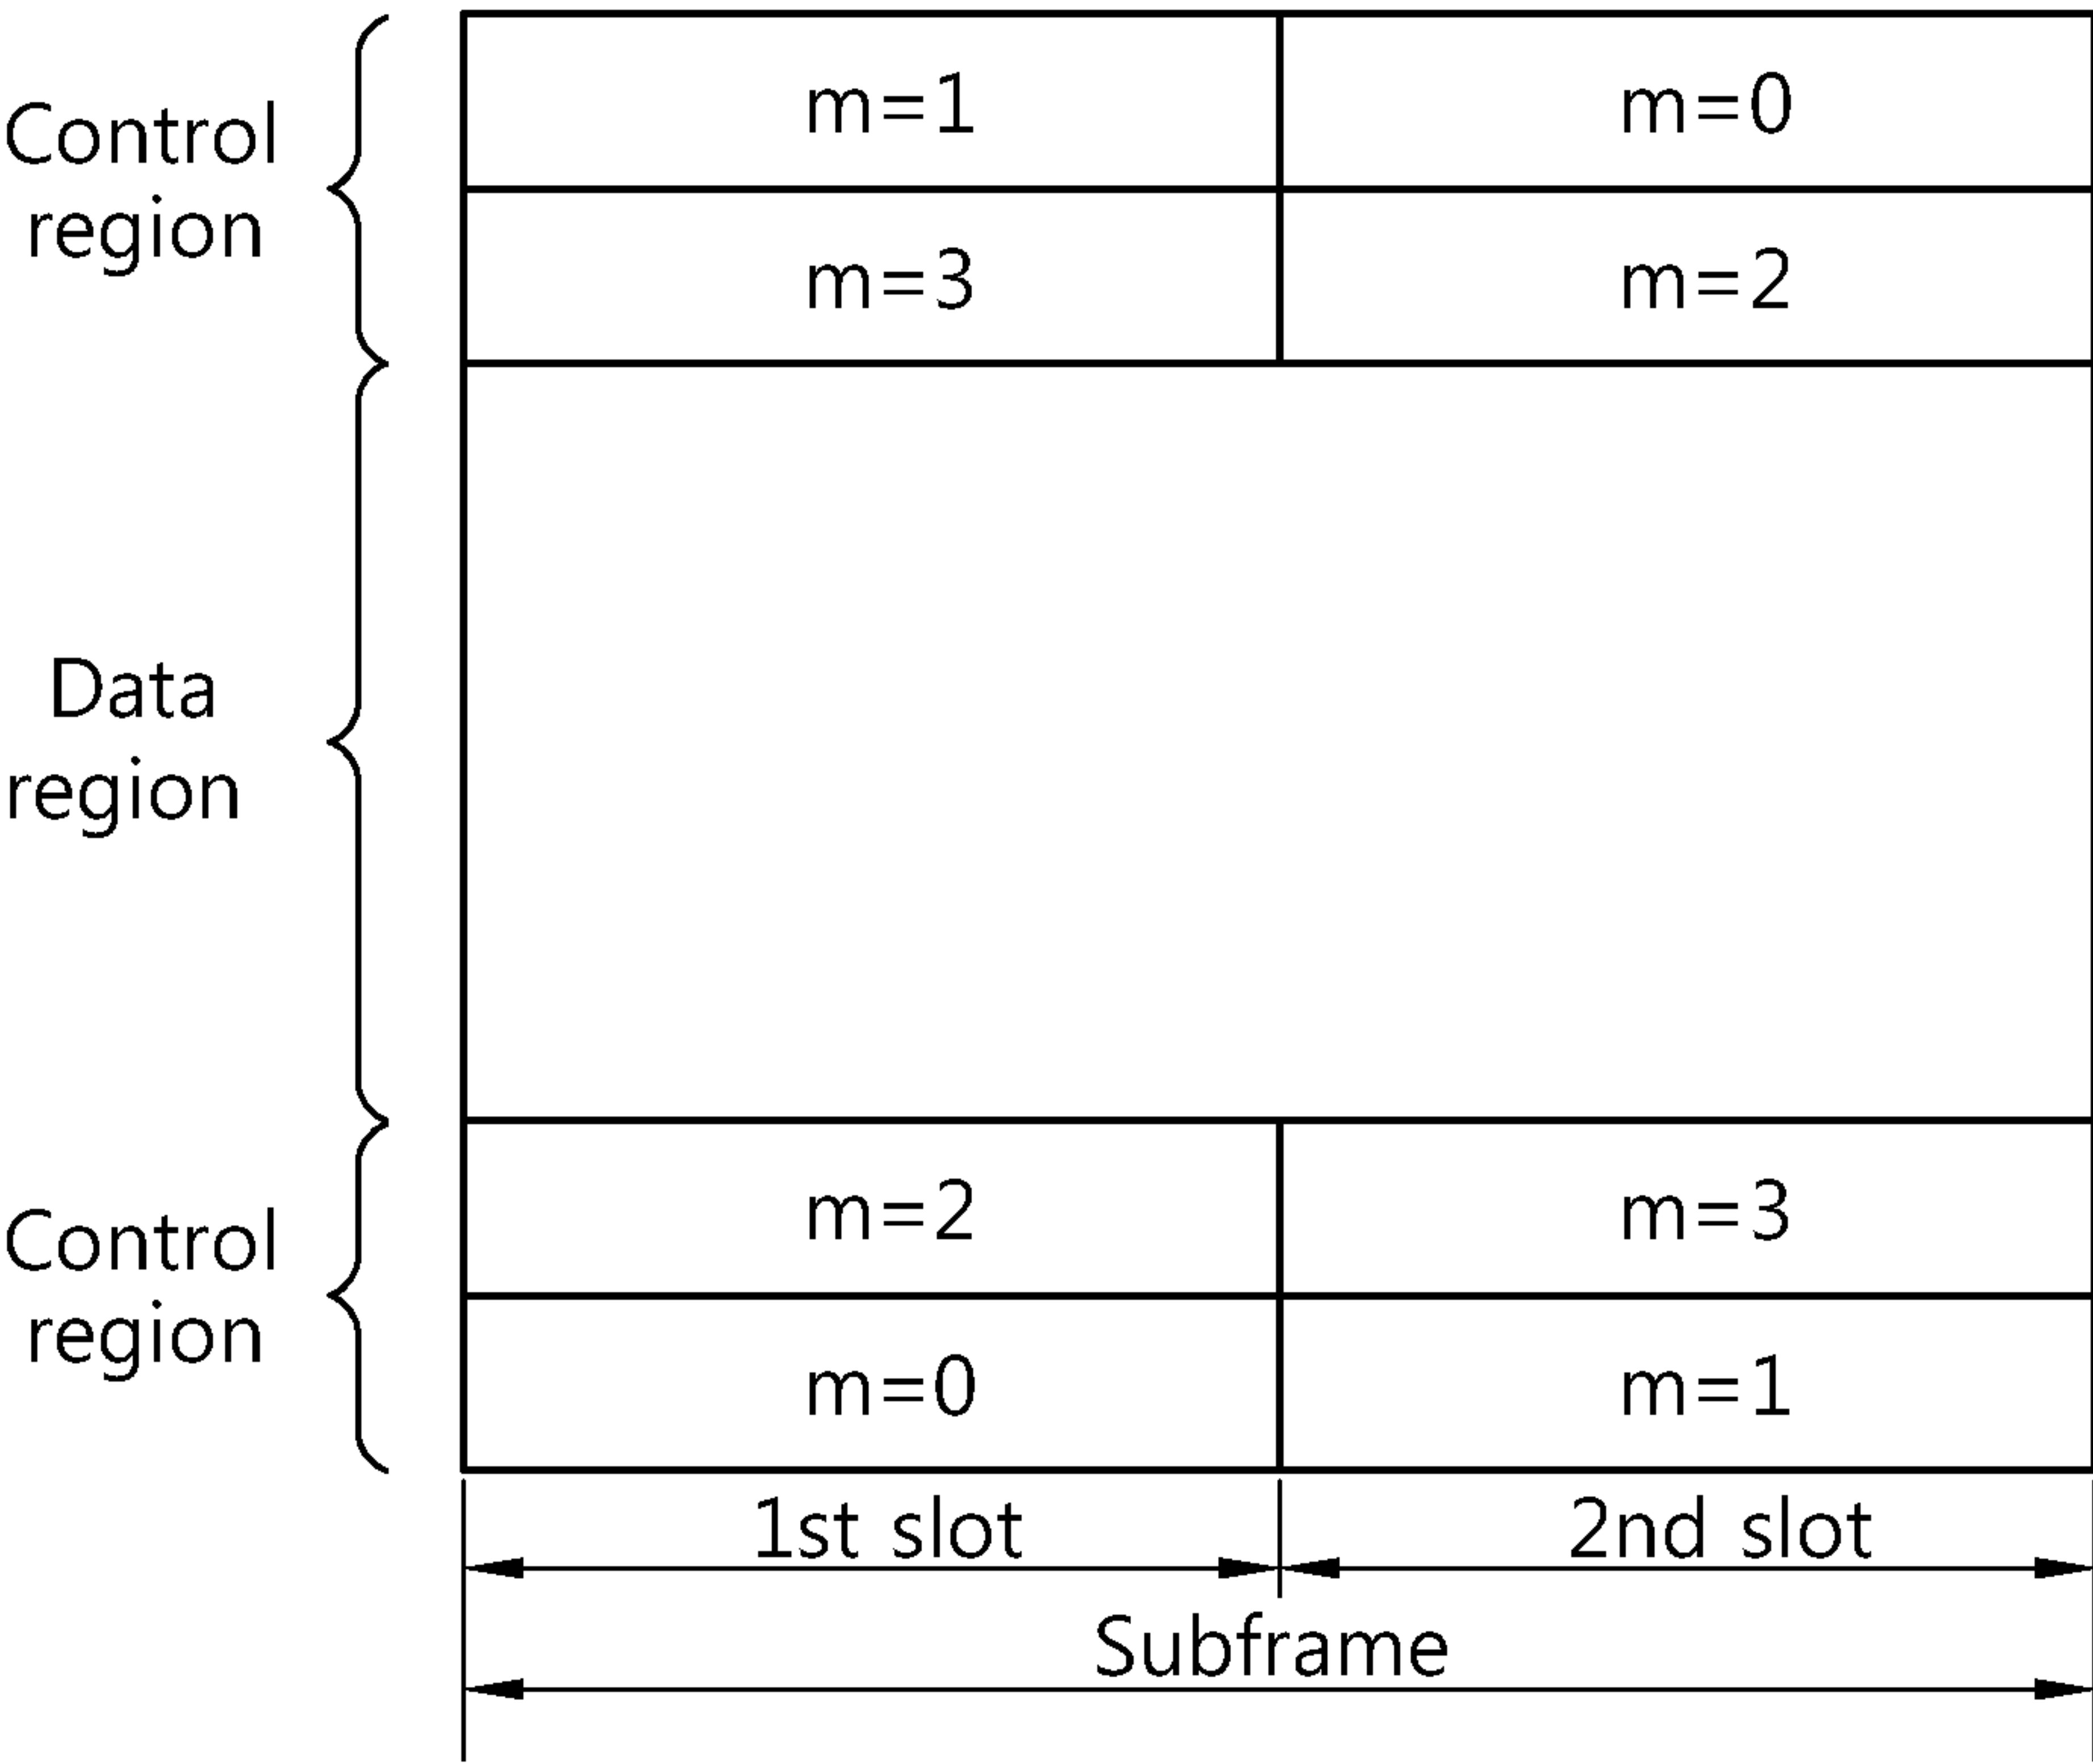 m=1
m=0
Control
region
m=3
m=2
Data
region
m=2
m=3
Control
region
m=0
m=1
1st slot
2nd slot
Subframe